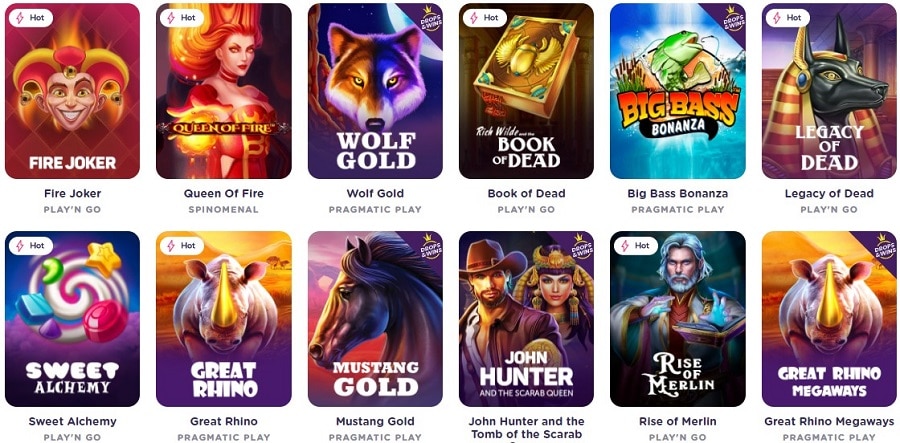 Hot
FIRE JOKER
Fire Joker
PLAY'N GO
Hot
QUEEN OF FIRE
Queen Of Fire
SPINOMENAL
DROPS & WINS
WOLF
GOLD
Wolf Gold
PRAGMATIC PLAY
Hot
Rich Wilde and the
BOOK
OF DEAD
Book of Dead
PLAY'N GO
DROPS & WINS
BIG BASS
BONANZA
Big Bass Bonanza
PRAGMATIC PLAY
Hot
LEGACY
OF
DEAD
Legacy of Dead
PLAY'N GO
Hot
SWEET
ALCHEMY
Sweet Alchemy
PLAY'N GO
Hot
GREAT
RHINO
Great Rhino
PRAGMATIC PLAY
DROPS & WINS
MUSTANG
GOLD
Mustang Gold
PRAGMATIC PLAY
DROPS & WINS
JOHN
HUNTER
AND THE SCARAB QUEEN
John Hunter and the
Tomb of the Scarab
Hot
RISE
OF
MERLIN
Rise of Merlin
PLAY'N GO
DROPS & WINS
GREAT RHINO
MEGAWAYS
Great Rhino Megaways
PRAGMATIC PLAY